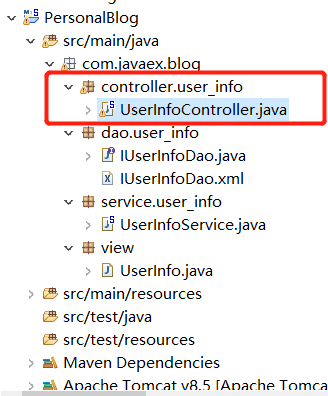 PersonalBlog
src/main/java
com.javaex.blog
controller.user_info
UserInfoController.java
dao.user_info
IUserInfoDao.java
IUserInfoDao.xml
service.user_info
UserInfoService.java
view
UserInfo.java
src/main/resources
src/test/java
src/test/resources
Maven Dependencies
Apache Tomcat v8.5 [Apache Tomca